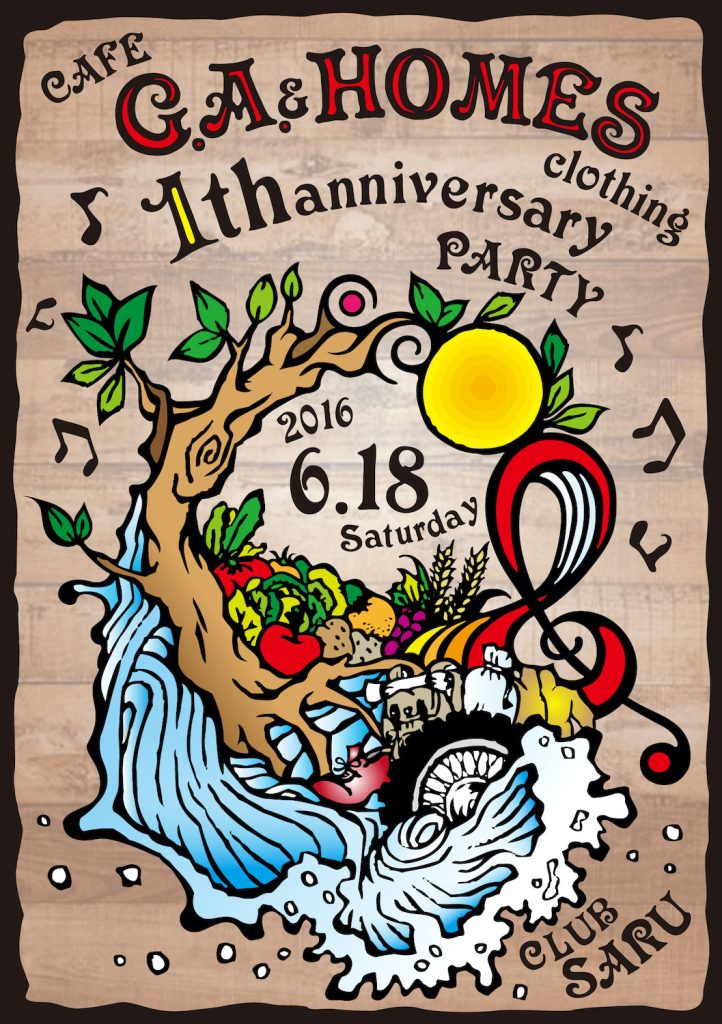 CAFE
G.A.& HOMES
clothing
1th anniversary
PARTY
2016
6.18
Saturday
CLUB
SARU